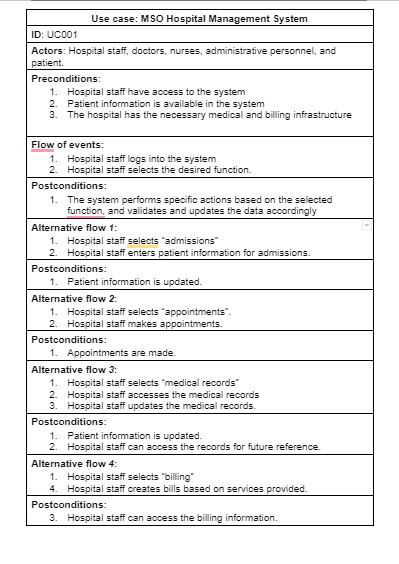 Use case: MSO Hospital Management System
ID: UC001
Actors: Hospital staff, doctors, nurses, administrative personnel, and
patient.
Preconditions:
1. Hospital staff have access to the system
2. Patient information is available in the system
3. The hospital has the necessary medical and billing infrastructure
Flow of events:
1. Hospital staff logs into the system
2. Hospital staff selects the desired function.
Postconditions:
1. The system performs specific actions based on the selected
function, and validates and updates the data accordingly
Alternative flow 1:
1. Hospital staff selects "admissions"
2. Hospital staff enters patient information for admissions.
Postconditions:
1. Patient information is updated.
Alternative flow 2:
1. Hospital staff selects "appointments".
2. Hospital staff makes appointments.
Postconditions:
1. Appointments are made.
Alternative flow 3:
1. Hospital staff selects "medical records"
2. Hospital staff accesses the medical records
3. Hospital staff updates the medical records.
Postconditions:
1. Patient information is updated.
2. Hospital staff can access the records for future reference.
Alternative flow 4:
1. Hospital staff selects "billing"
4. Hospital staff creates bills based on services provided.
Postconditions:
3. Hospital staff can access the billing information.